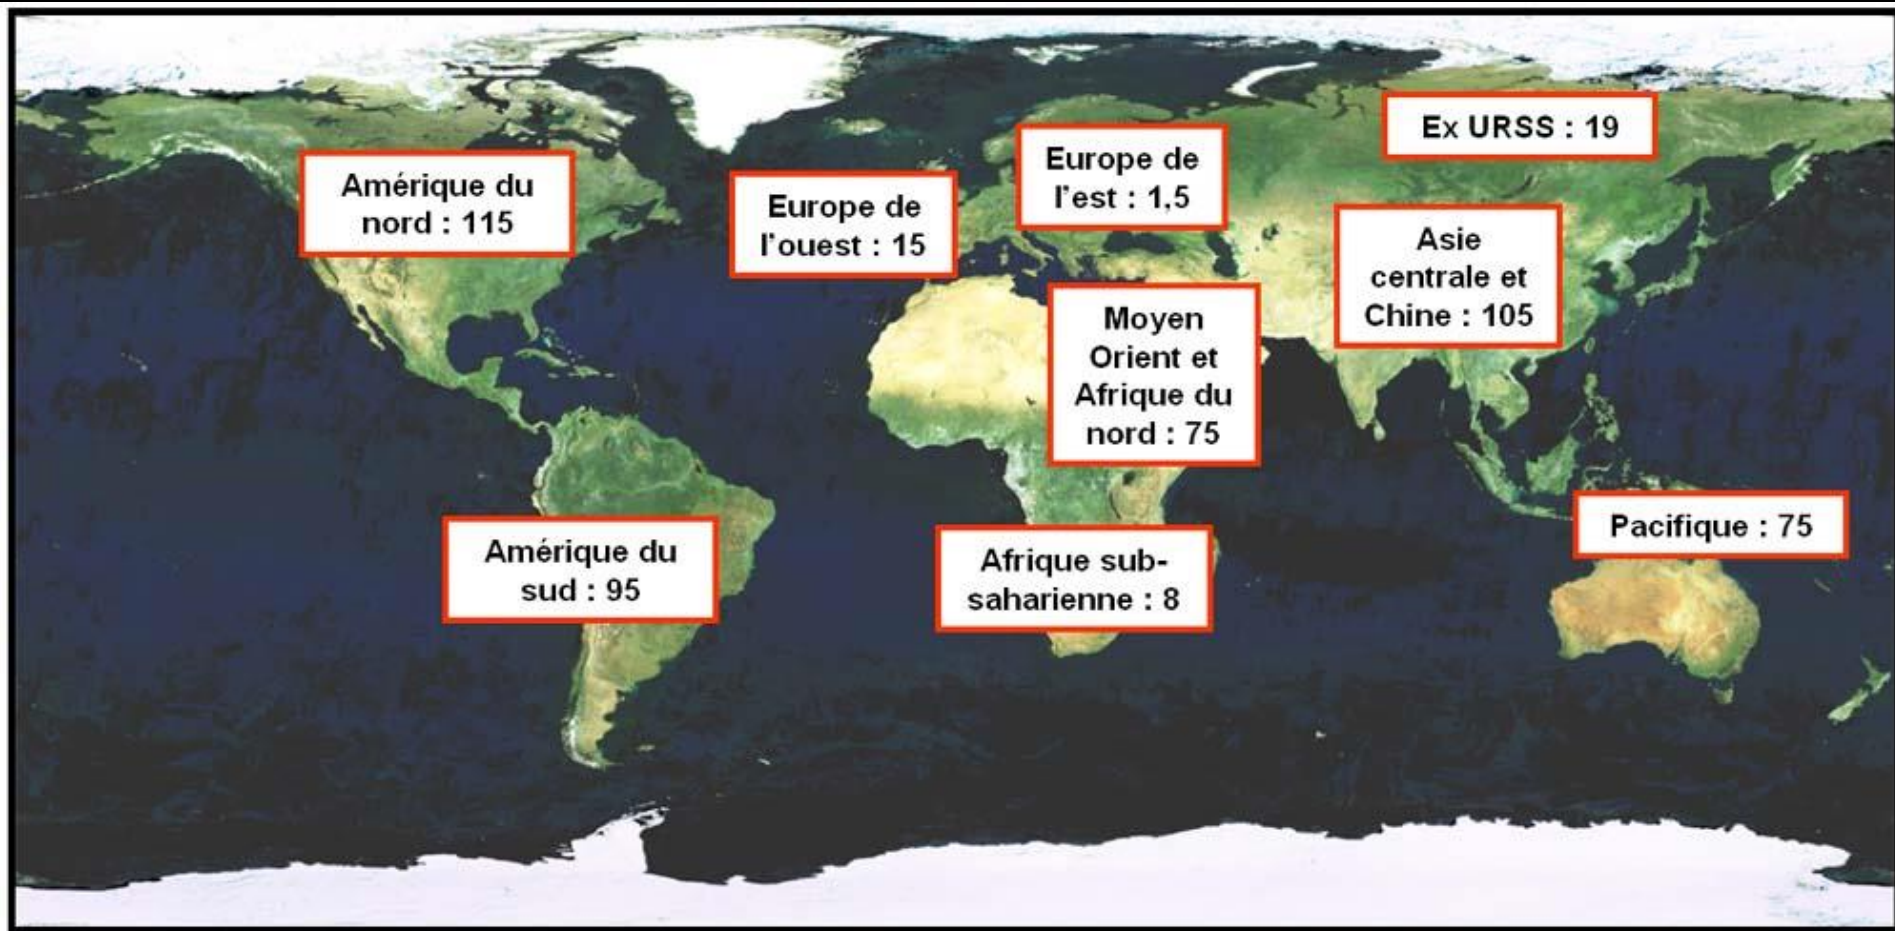 Ex URSS : 19
Amérique du
nord : 115
Europe de
l'ouest : 15
Europe de
l'est : 1,5
Asie
centrale et
Chine : 105
Moyen
Orient et
Afrique du
nord : 75
Amérique du
sud : 95
Afrique sub-
saharienne : 8
Pacifique : 75